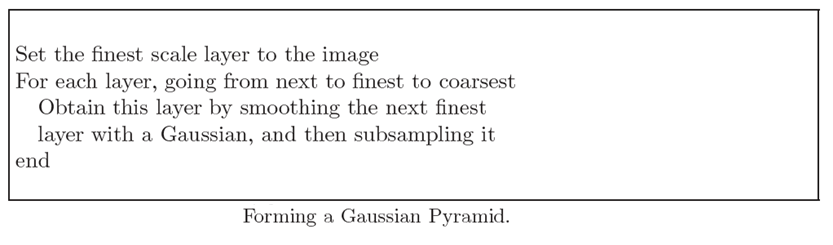 Set the finest scale layer to the image
For each layer, going from next to finest to coarsest
Obtain this layer by smoothing the next finest
layer with a Gaussian, and then subsampling it
end
Forming a Gaussian Pyramid.